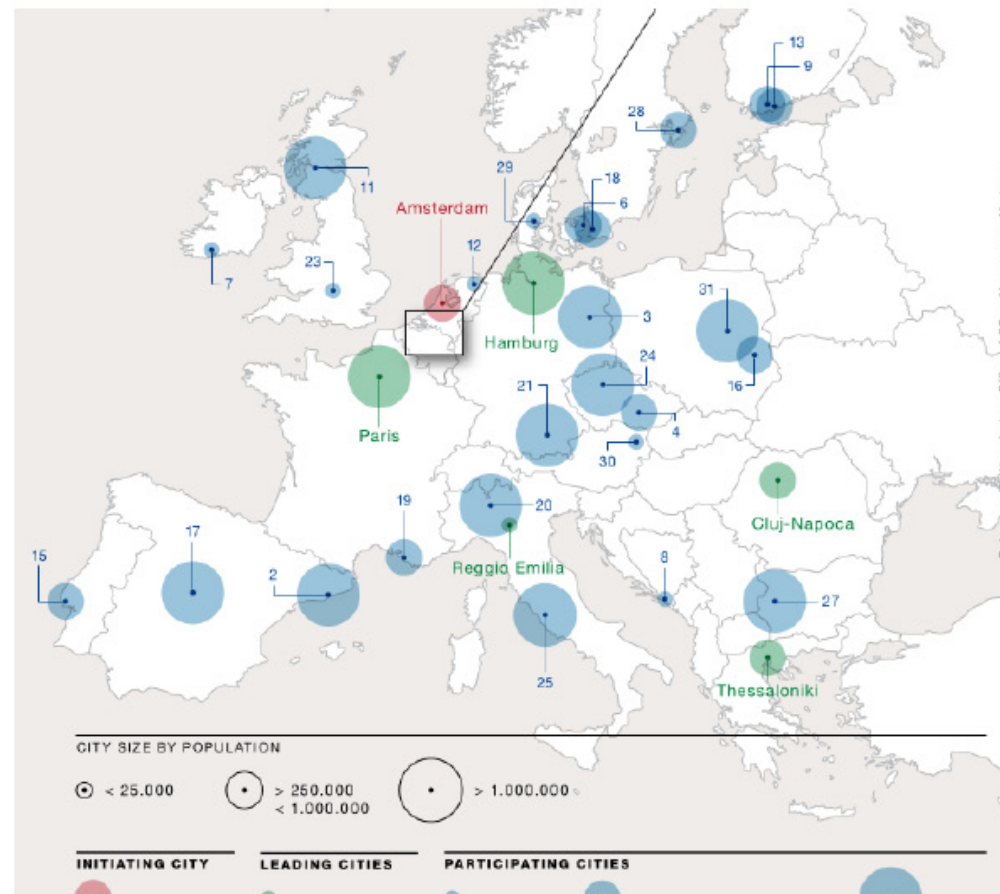 13
9
28
29
18
6
11
Amsterdam
12
7
23
31
3
Hamburg
24
16
21
4
Paris
30
19
20
Cluj-Napoca
17
15
Reggio Emilia
8
2
27
25
Thessaloniki
CITY SIZE BY POPULATION
< 25.000
> 250.000
< 1.000.000
> 1.000.000
INITIATING CITY
LEADING CITIES
PARTICIPATING CITIES